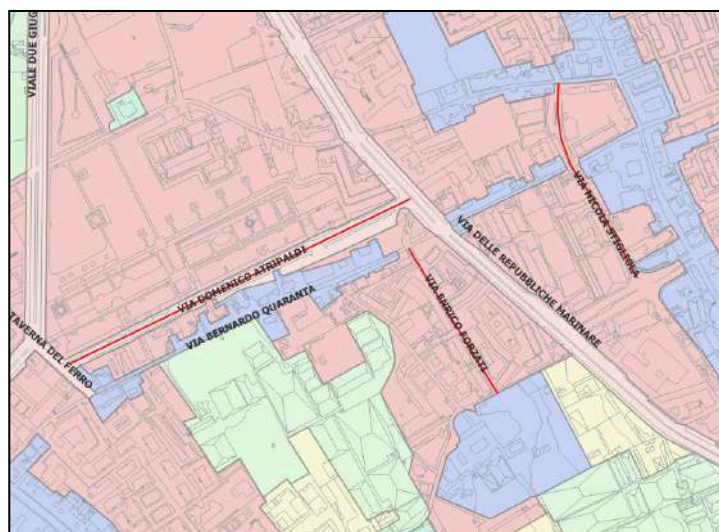 VIALE DUE GIUG
VIA NICOLA STIGLIOLA
VIA DELLE REPUBBLICHE MARINARE
VIA DOMENICO ATRIPALDI
VIA BERNARDO QUARANTA
VIA ENRICO FORZATI
TAVERNA DEL FERRO